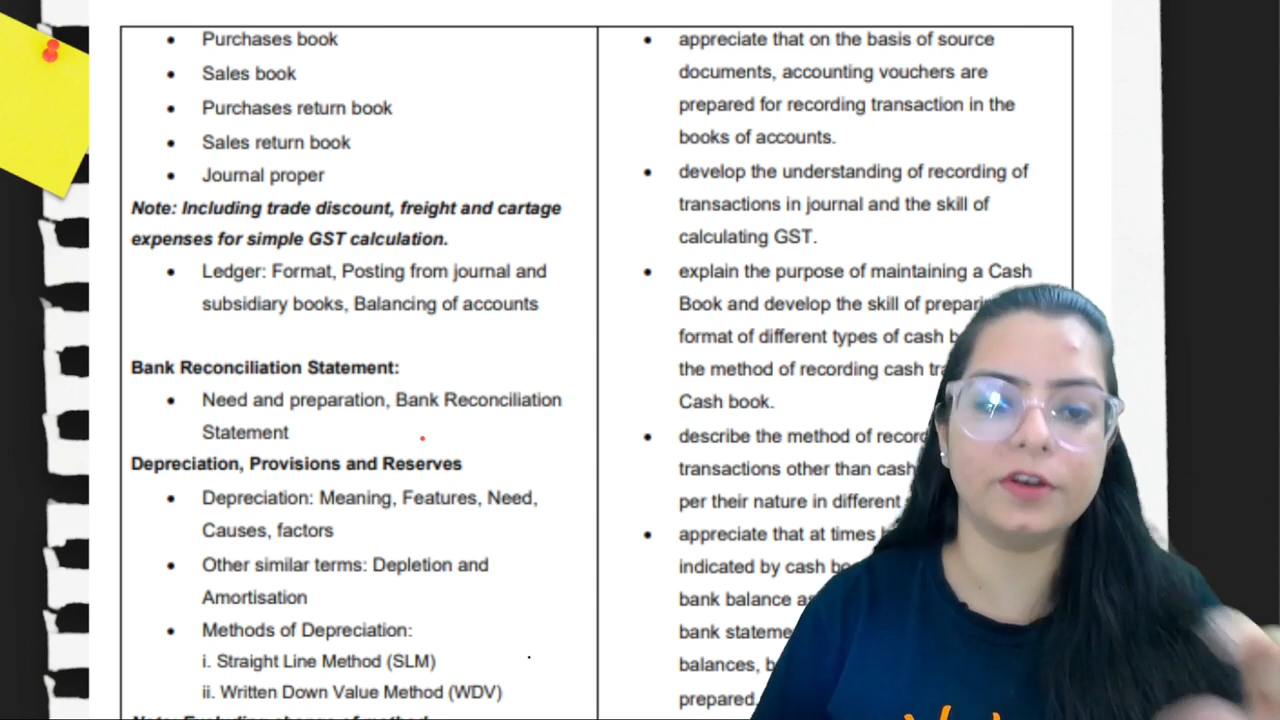 Purchases book
Sales book
Purchases return book
Sales return book
Journal proper
Note: Including trade discount, freight and cartage
expenses for simple GST calculation.
Ledger: Format, Posting from journal and
subsidiary books, Balancing of accounts
Bank Reconciliation Statement:
Need and preparation, Bank Reconciliation
Statement
Depreciation, Provisions and Reserves
Depreciation: Meaning, Features, Need,
Causes, factors
Other similar terms: Depletion and
Amortisation
Methods of Depreciation:
i. Straight Line Method (SLM)
ii. Written Down Value Method (WDV)
appreciate that on the basis of source
documents, accounting vouchers are
prepared for recording transaction in the
books of accounts.
develop the understanding of recording of
transactions in journal and the skill of
calculating GST.
explain the purpose of maintaining a Cash
Book and develop the skill of
format of different types of cash
the method of recording cash
Cash book.
describe the method of
transactions other than cash
per their nature in different
appreciate that at times
indicated by cash
bank balance
bank
balances,
prepared.